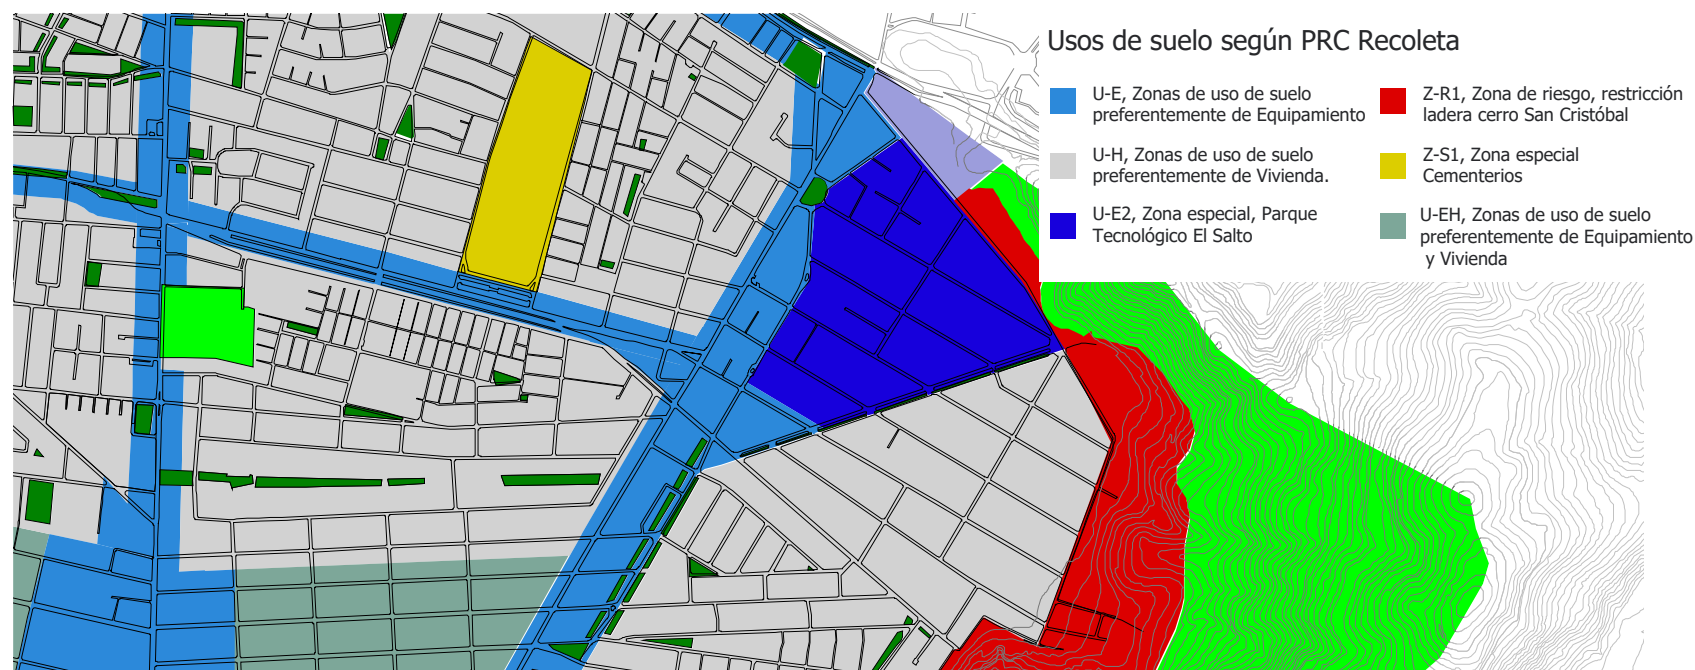 Usos de suelo según PRC Recoleta
U-E, Zonas de uso de suelo
preferentemente de Equipamiento
U-H, Zonas de uso de suelo
preferentemente de Vivienda.
U-E2, Zona especial, Parque
Tecnológico El Salto
Z-R1, Zona de riesgo, restricción
ladera cerro San Cristóbal
Z-S1, Zona especial
Cementerios
U-EH, Zonas de uso de suelo
preferentemente de Equipamiento
y Vivienda